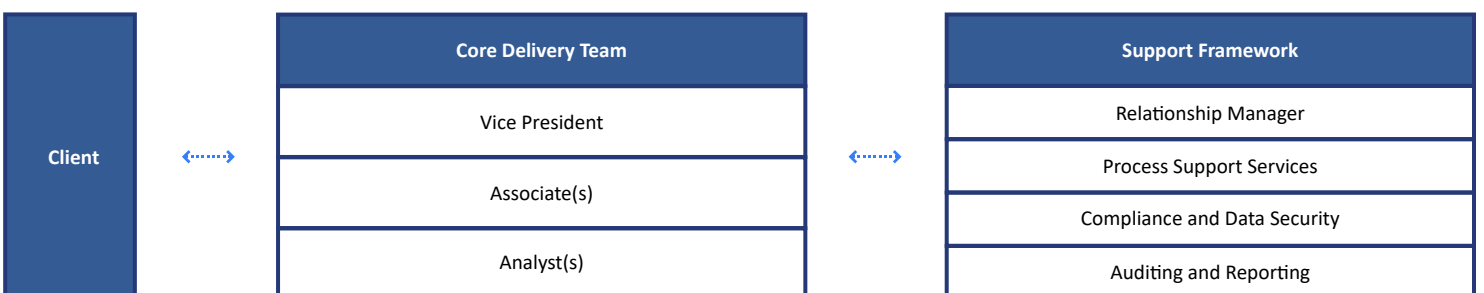 Client
Core Delivery Team
Vice President
Associate(s)
Analyst(s)
Support Framework
Relationship Manager
Process Support Services
Compliance and Data Security
Auditing and Reporting